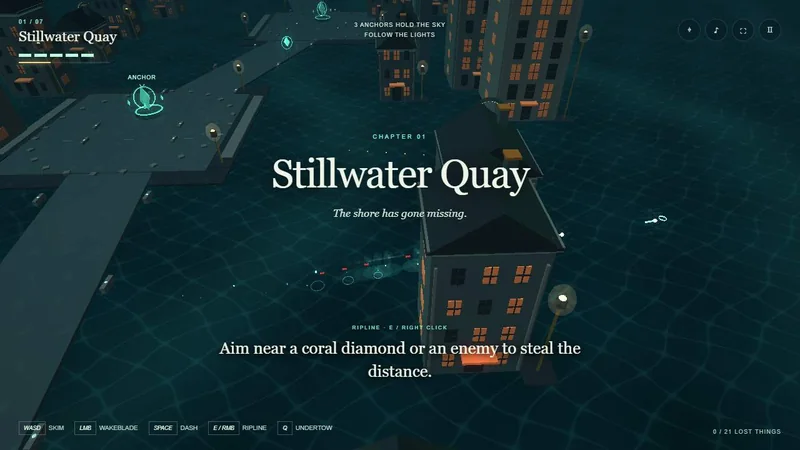 01 / 07
Stillwater Quay
3 ANCHORS HOLD THE SKY
FOLLOW THE LIGHTS
ANCHOR
CHAPTER 01
Stillwater Quay
The shore has gone missing.
RIPLINE · E / RIGHT CLICK
Aim near a coral diamond or an enemy to steal the
distance.
WASD SKIM LMB WAKEBLADE SPACE DASH E / RMB RIPLINE Q UNDERTOW
0 / 21 LOST THINGS